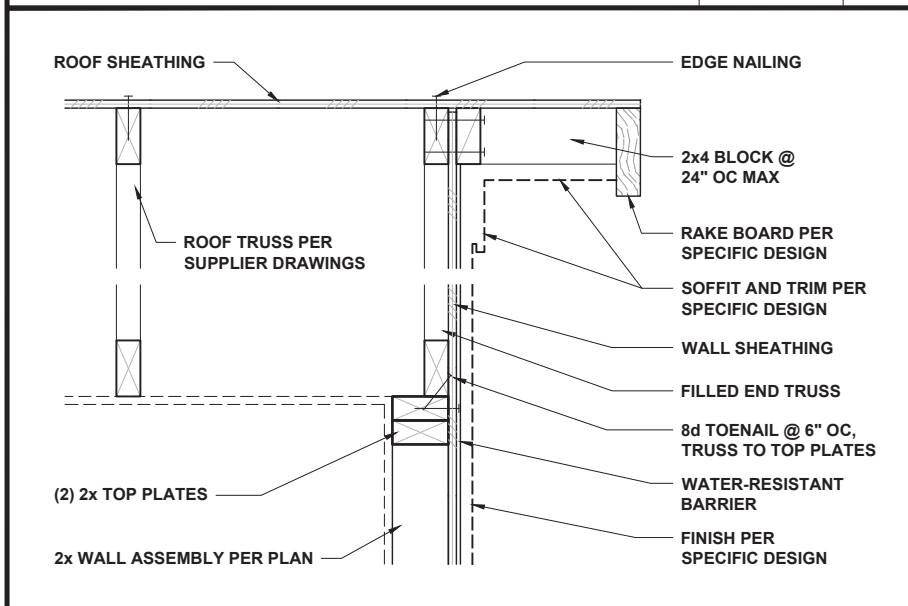 ROOF SHEATHING
EDGE NAILING
2x4 BLOCK @
24" OC MAX
ROOF TRUSS PER
SUPPLIER DRAWINGS
RAKE BOARD PER
SPECIFIC DESIGN
SOFFIT AND TRIM PER
SPECIFIC DESIGN
WALL SHEATHING
FILLED END TRUSS
8d TOENAIL @ 6" OC,
TRUSS TO TOP PLATES
(2) 2x TOP PLATES
WATER-RESISTANT
BARRIER
2x WALL ASSEMBLY PER PLAN
FINISH PER
SPECIFIC DESIGN